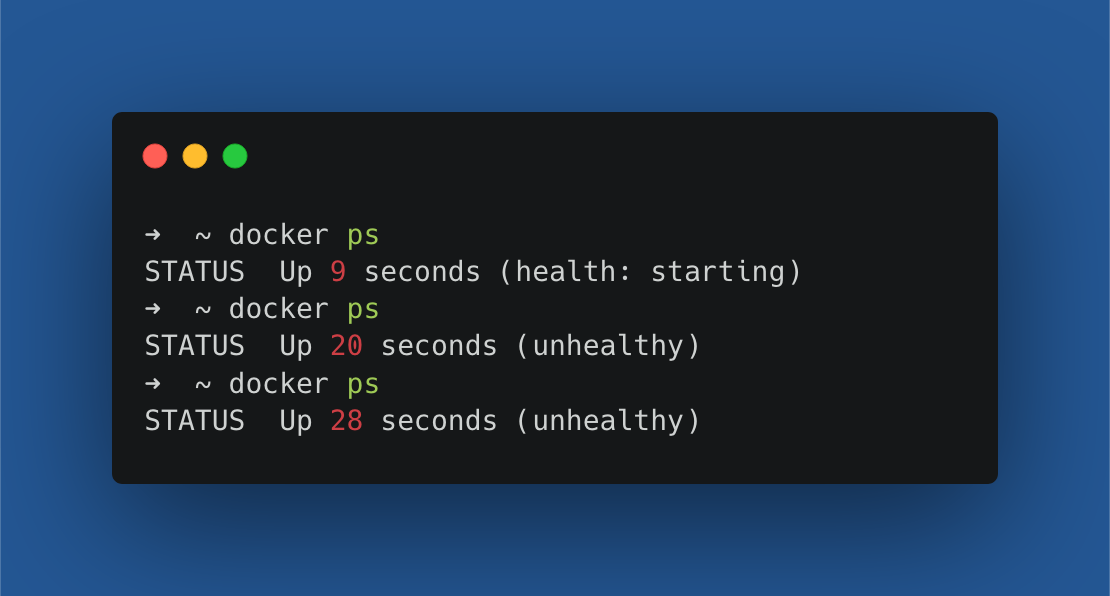 ➜  ~ docker ps
STATUS  Up 9 seconds (health: starting)
➜  ~ docker ps
STATUS  Up 20 seconds (unhealthy)
➜  ~ docker ps
STATUS  Up 28 seconds (unhealthy)